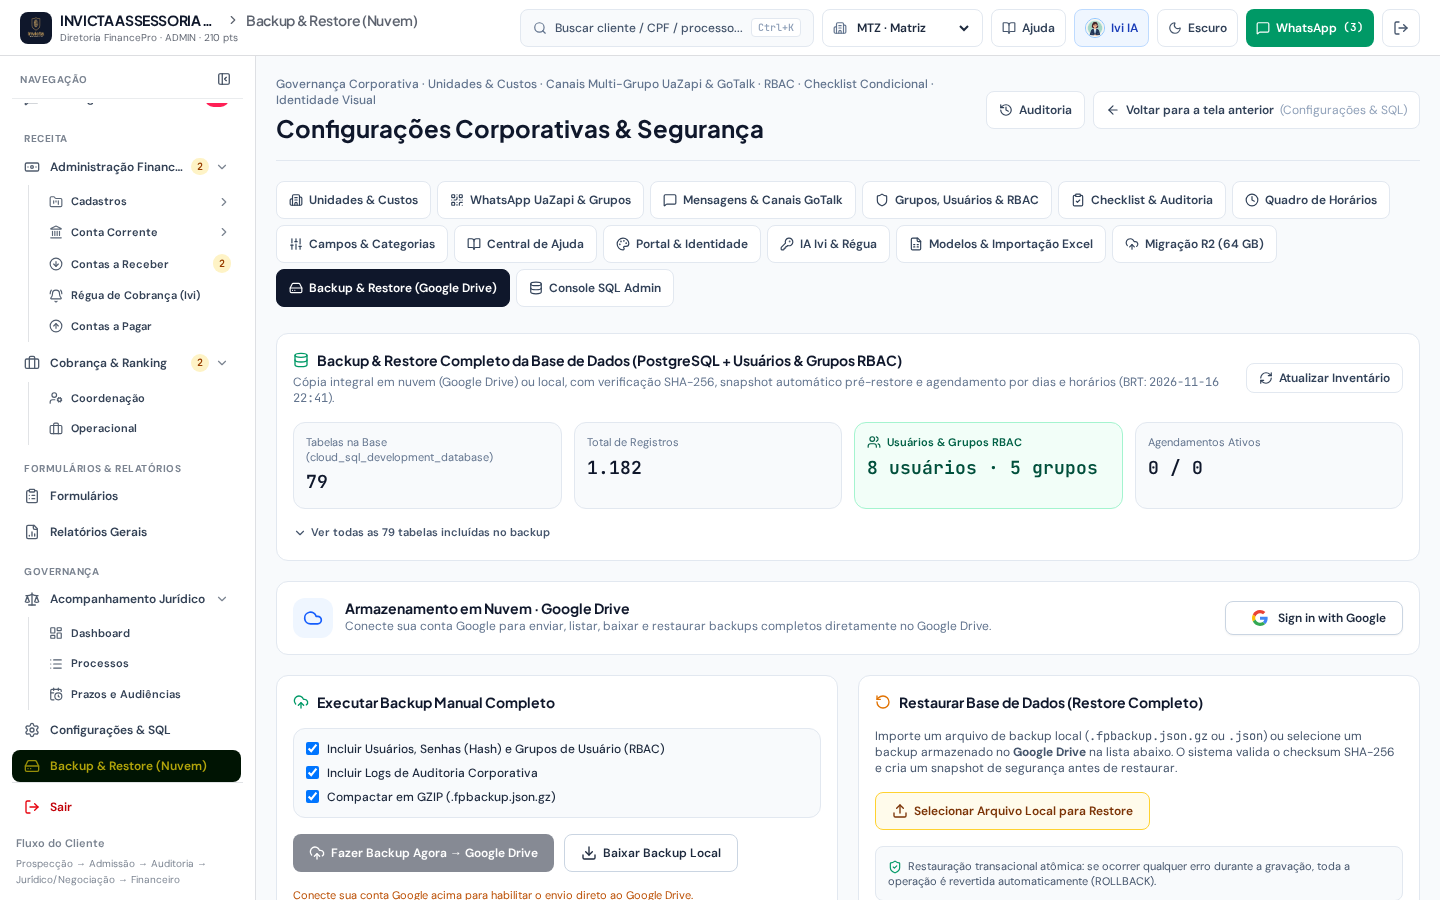 INVICTA ASSESSORIA ...
Diretoria FinancePro · ADMIN · 210 pts
Backup & Restore (Nuvem)
Buscar cliente / CPF / processo... Ctrl+K
MTZ · Matriz
Ajuda
Ivi IA
Escuro
WhatsApp (3)
NAVEGAÇÃO
RECEITA
Administração Financ... 2
Cadastros
Conta Corrente
Contas a Receber 2
Régua de Cobrança (Ivi)
Contas a Pagar
Cobrança & Ranking 2
Coordenação
Operacional
FORMULÁRIOS & RELATÓRIOS
Formulários
Relatórios Gerais
GOVERNANÇA
Acompanhamento Jurídico
Dashboard
Processos
Prazos e Audiências
Configurações & SQL
Backup & Restore (Nuvem)
Sair
Fluxo do Cliente
Prospecção → Admissão → Auditoria →
Jurídico/Negociação → Financeiro
Governança Corporativa · Unidades & Custos · Canais Multi-Grupo UaZapi & GoTalk · RBAC · Checklist Condicional ·
Identidade Visual
Configurações Corporativas & Segurança
Auditoria
Voltar para a tela anterior (Configurações & SQL)
Unidades & Custos
WhatsApp UaZapi & Grupos
Mensagens & Canais GoTalk
Grupos, Usuários & RBAC
Checklist & Auditoria
Quadro de Horários
Campos & Categorias
Central de Ajuda
Portal & Identidade
IA Ivi & Régua
Modelos & Importação Excel
Migração R2 (64 GB)
Backup & Restore (Google Drive)
Console SQL Admin
Backup & Restore Completo da Base de Dados (PostgreSQL + Usuários & Grupos RBAC)
Cópia integral em nuvem (Google Drive) ou local, com verificação SHA-256, snapshot automático pré-restore e agendamento por dias e horários (BRT: 2026-11-16
22:41).
Atualizar Inventário
Tabelas na Base
(cloud_sql_development_database)
79
Total de Registros
1.182
Usuários & Grupos RBAC
8 usuários · 5 grupos
Agendamentos Ativos
0 / 0
Ver todas as 79 tabelas incluídas no backup
Armazenamento em Nuvem · Google Drive
Conecte sua conta Google para enviar, listar, baixar e restaurar backups completos diretamente no Google Drive.
Sign in with Google
Executar Backup Manual Completo
Incluir Usuários, Senhas (Hash) e Grupos de Usuário (RBAC)
Incluir Logs de Auditoria Corporativa
Compactar em GZIP (.fpbackup.json.gz)
Fazer Backup Agora → Google Drive
Baixar Backup Local
Conecte sua conta Google acima para habilitar o envio direto ao Google Drive.
Restaurar Base de Dados (Restore Completo)
Importe um arquivo de backup local (.fpbackup.json.gz ou .json) ou selecione um
backup armazenado no Google Drive na lista abaixo. O sistema valida o checksum SHA-256
e cria um snapshot de segurança antes de restaurar.
Selecionar Arquivo Local para Restore
Restauração transacional atômica: se ocorrer qualquer erro durante a gravação, toda a
operação é revertida automaticamente (ROLLBACK).